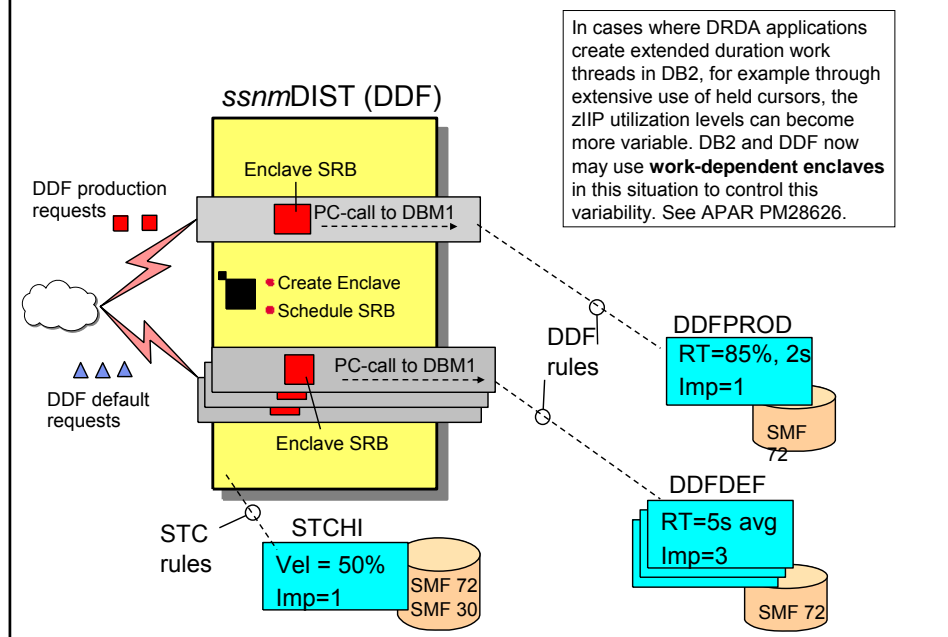 In cases where DRDA applications
create extended duration work
threads in DB2, for example through
extensive use of held cursors, the
zIIP utilization levels can become
more variable. DB2 and DDF now
may use work-dependent enclaves
in this situation to control this
variability. See APAR PM28626.
ssnmDIST (DDF)
Enclave SRB
DDF production
requests
PC-call to DBM1
Create Enclave
Schedule SRB
DDF
rules
DDFPROD
RT=85%, 2s
Imp=1
SMF
72
PC-call to DBM1
DDF default
requests
Enclave SRB
DDFDEF
RT=5s avg
Imp=3
SMF 72
STC
rules
STCHI
Vel = 50%
Imp=1
SMF 72
SMF 30